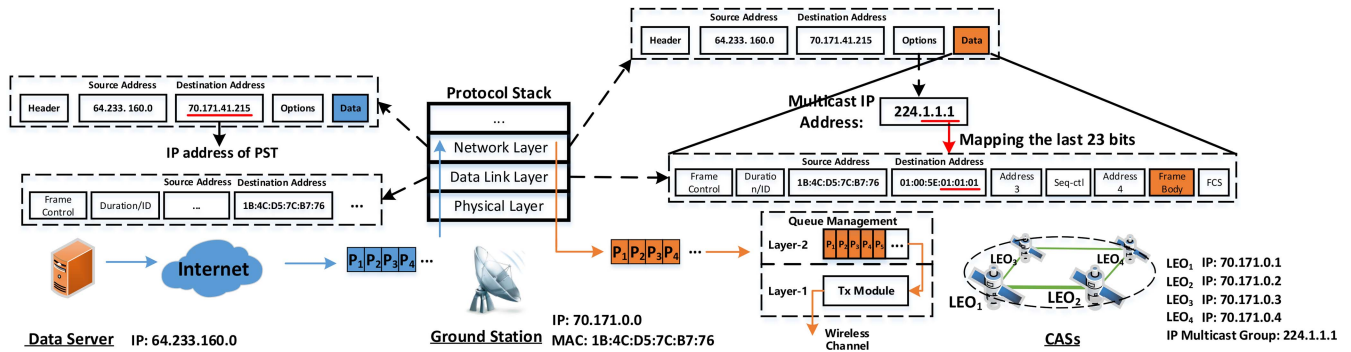 Source Address Destination Address
Header 64.233. 160.0 70.171.41.215 Options Data
Multicast IP
Address:
224.1.1.1
Mapping the last 23 bits
Source Address Destination Address
Header 64.233. 160.0 70.171.41.215 Options Data
IP address of PST
Source Address Destination Address
Frame
Control
Duration/ID
...
1B:4C:D5:7C:B7:76
...
Protocol Stack
...
Network Layer
Data Link Layer
Physical Layer
Source Address Destination Address
Frame
Control
Duratio
n/ID
1B:4C:D5:7C:B7:76
01:00:5E:01:01:01
Address
3
Seq-ctl
Address
4
Frame
Body
FCS
Internet
P1 P2 P3 P4 ...
P1 P2 P3 P4 ...
Queue Management
Layer-2
P1 P2 P3 P4 P5 ...
Layer-1
Tx Module
Wireless
Channel
Data Server
IP: 64.233.160.0
Ground Station
IP: 70.171.0.0
MAC: 1B:4C:D5:7C:B7:76
LEO3
LEO4
LEO1
LEO2
CASs
LEO1 IP: 70.171.0.1
LEO2 IP: 70.171.0.2
LEO3 IP: 70.171.0.3
LEO4 IP: 70.171.0.4
IP Multicast Group: 224.1.1.1